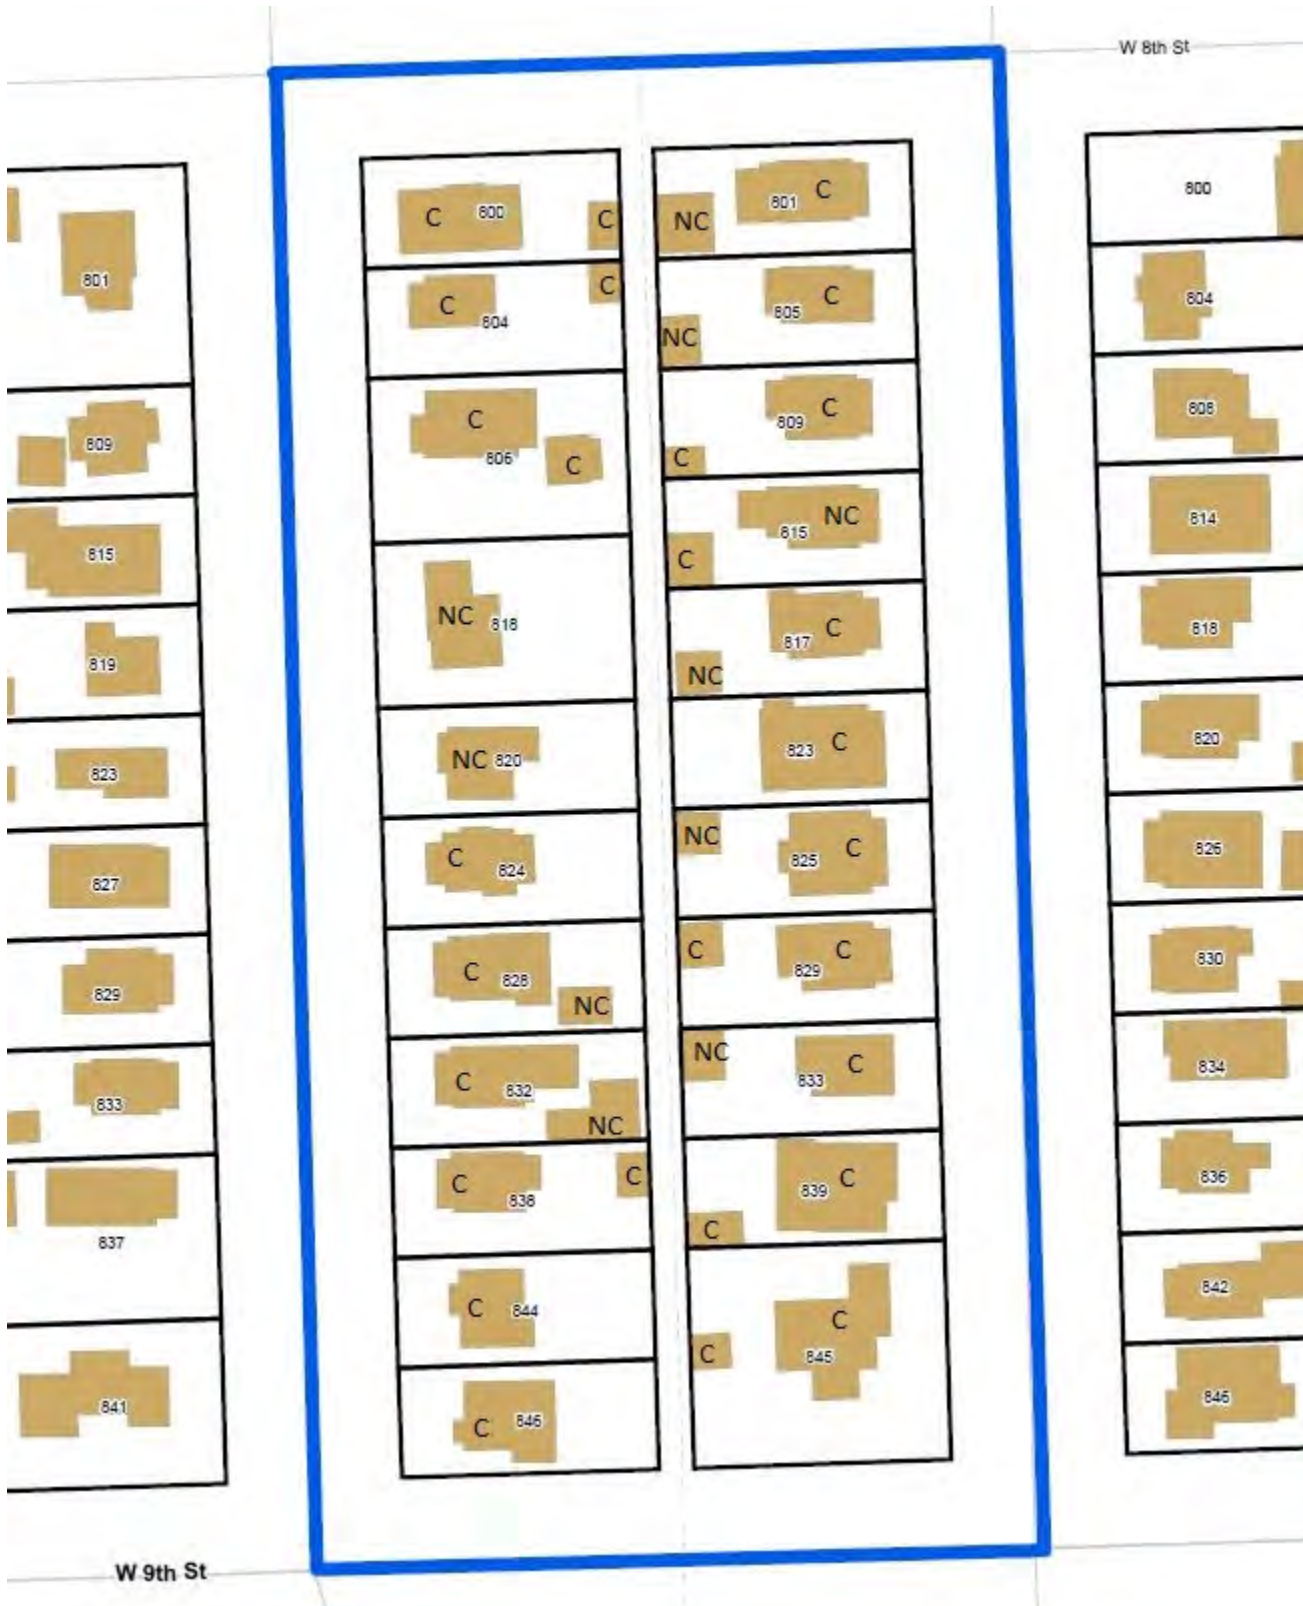 W 8th St
801
809
815
819
823
827
829
833
837
841
C 800 C
C 804 C
C 806 C
NC 818
NC 820
C 824
C 828 NC
C 832 NC
C 838 C
C 844
C 846
NC 801 C
NC 805 C
C 809 C
C 815 NC
NC 817 C
823 C
NC 825 C
C 829 C
NC 833 C
C 839 C
C 845 C
800
804
808
814
818
820
826
830
834
836
842
846
W 9th St